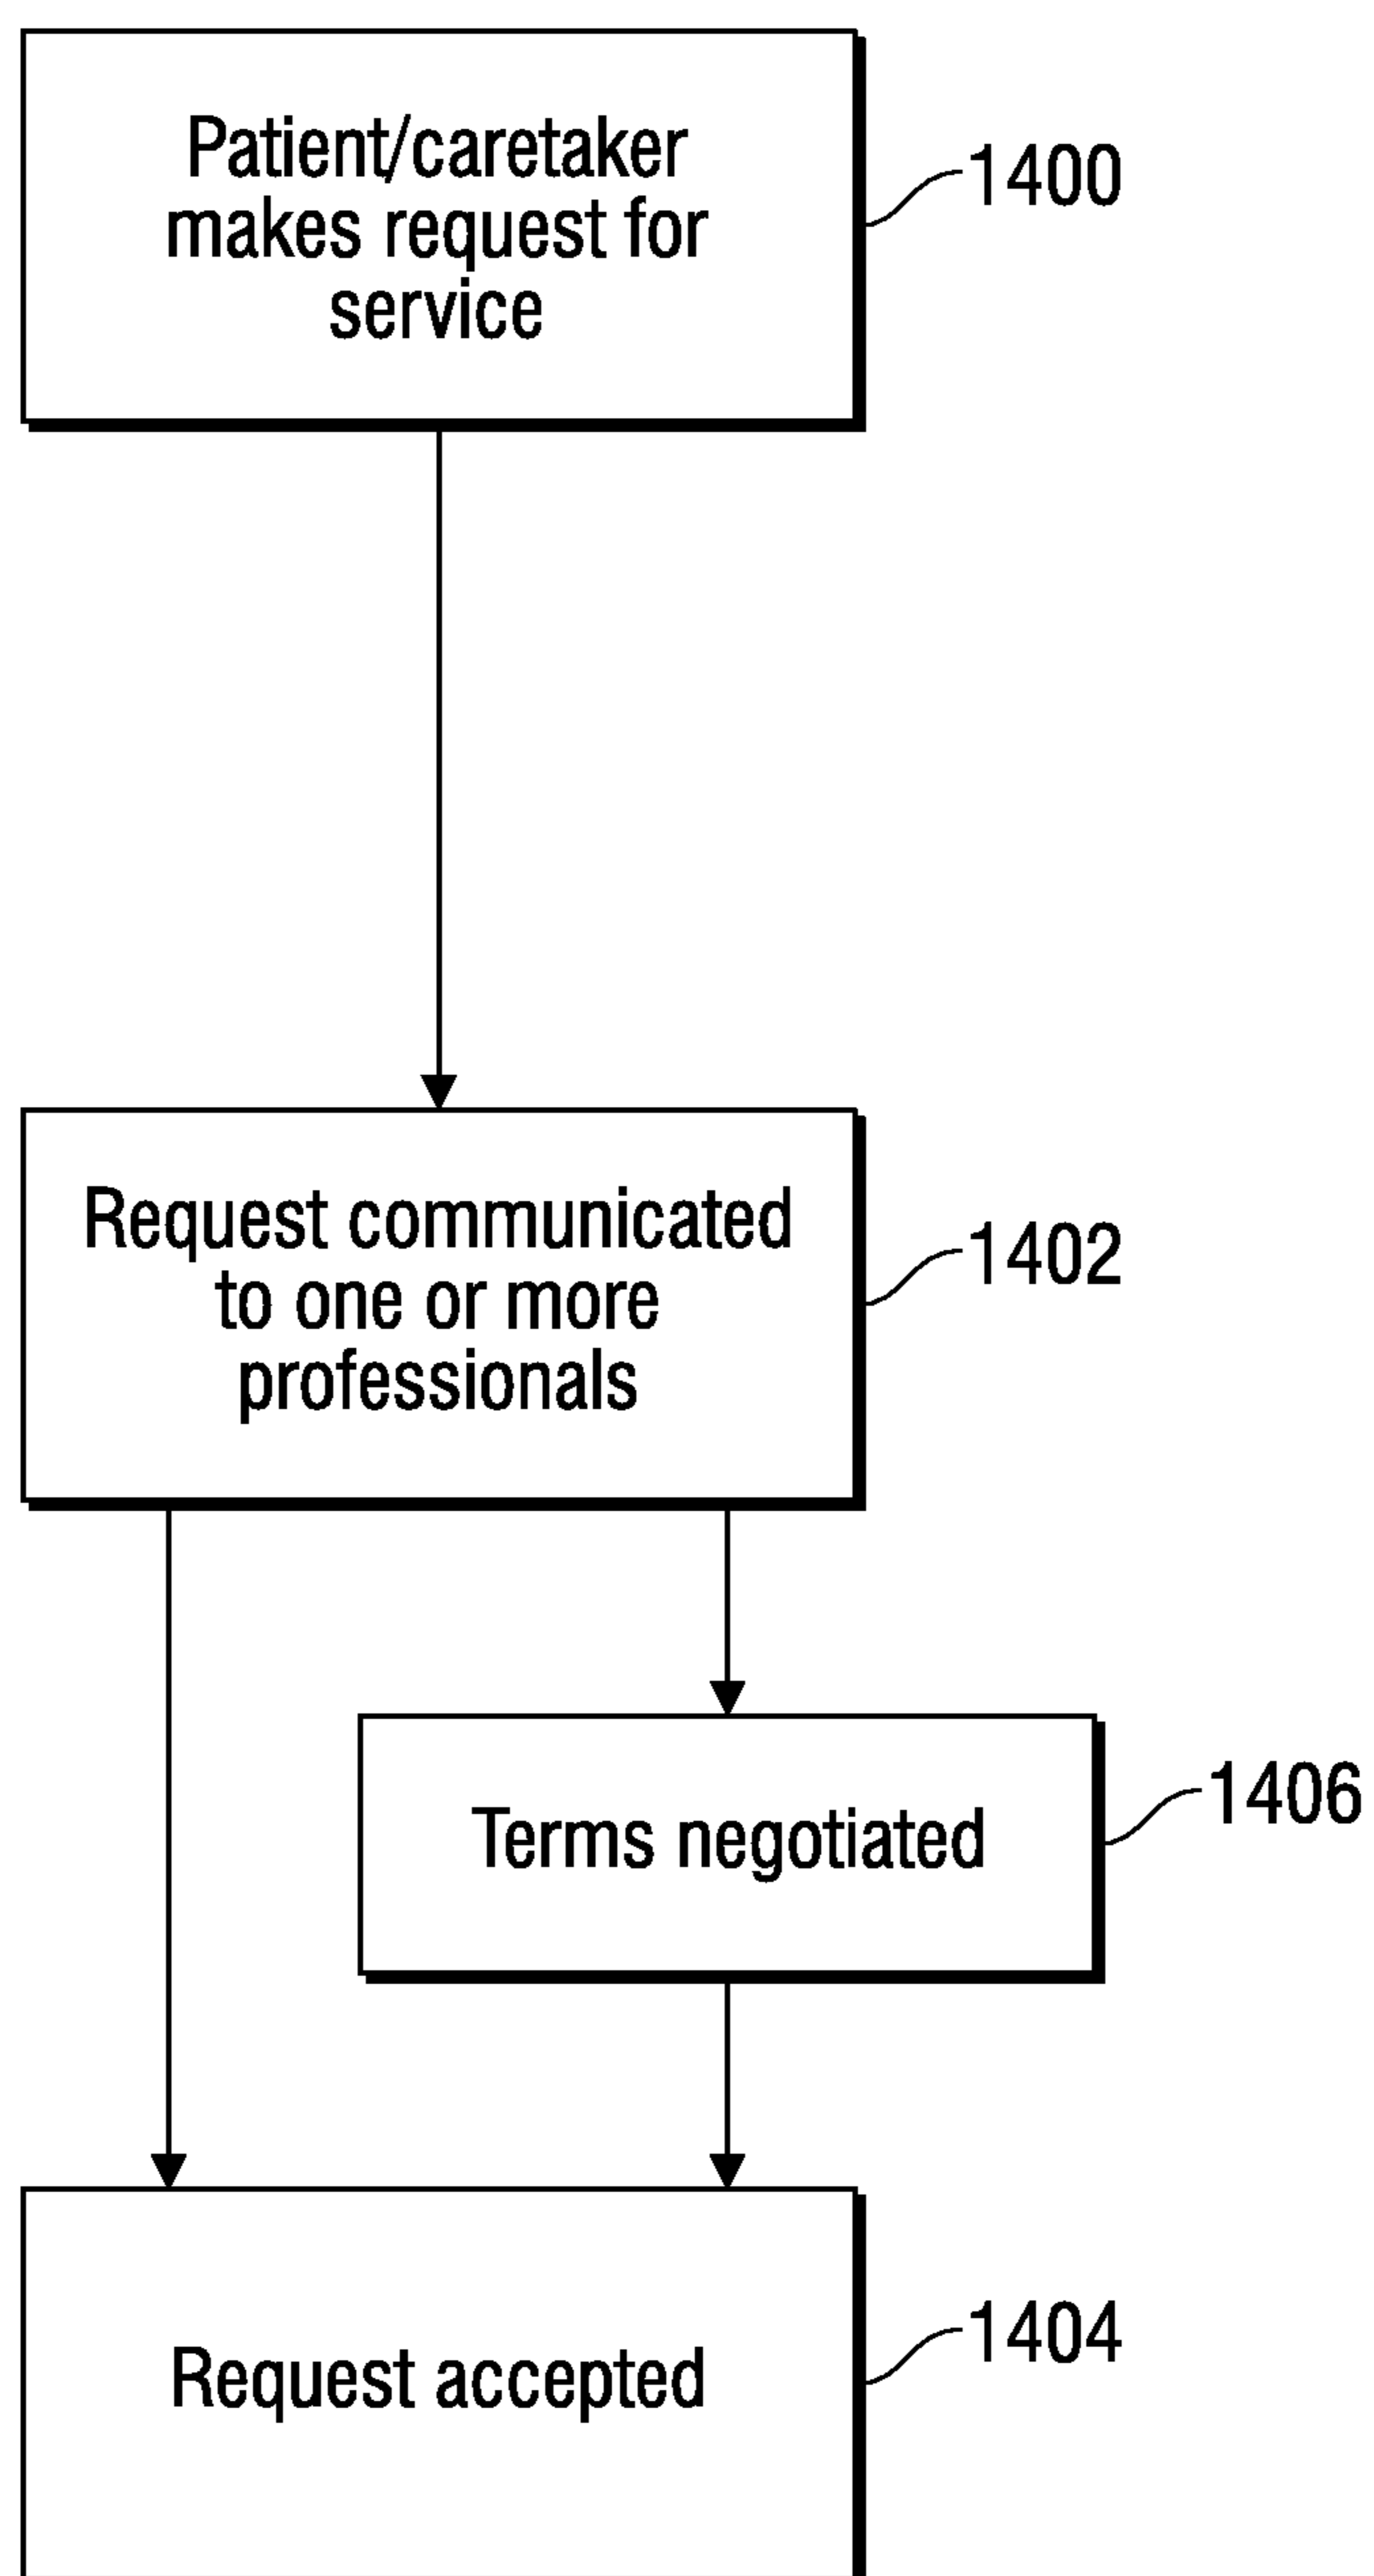 Patient/caretaker
makes request for
service
1400
Request communicated
to one or more
professionals
1402
Terms negotiated
1406
Request accepted
1404